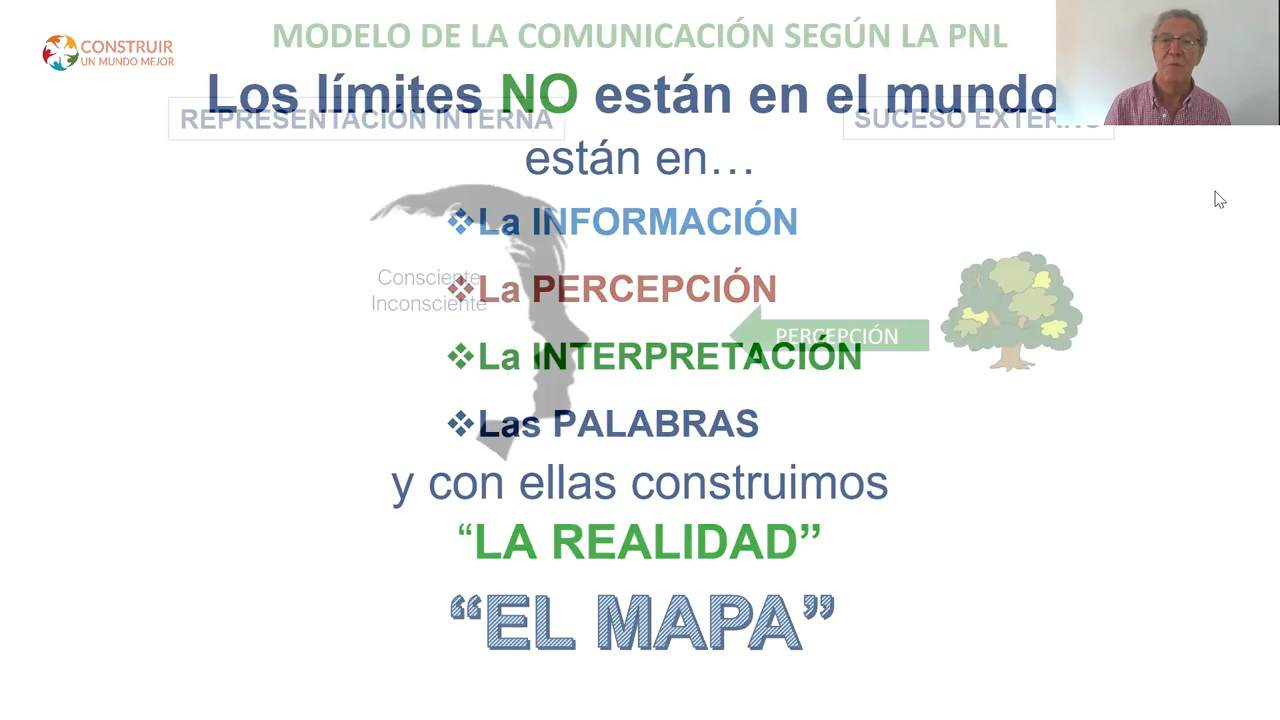 MODELO DE LA COMUNICACIÓN SEGÚN LA PNL
CONSTRUIR
UN MUNDO MEJOR
Los límites NO están en el mundo
REPRESENTACIÓN INTERNA
SUCESO EXTERNO
están en…
❖La INFORMACIÓN
Consciente
Inconsciente
❖La PERCEPCIÓN
PERCEPCIÓN
❖La INTERPRETACIÓN
❖Las PALABRAS
y con ellas construimos
“LA REALIDAD”
“EL MAPA”